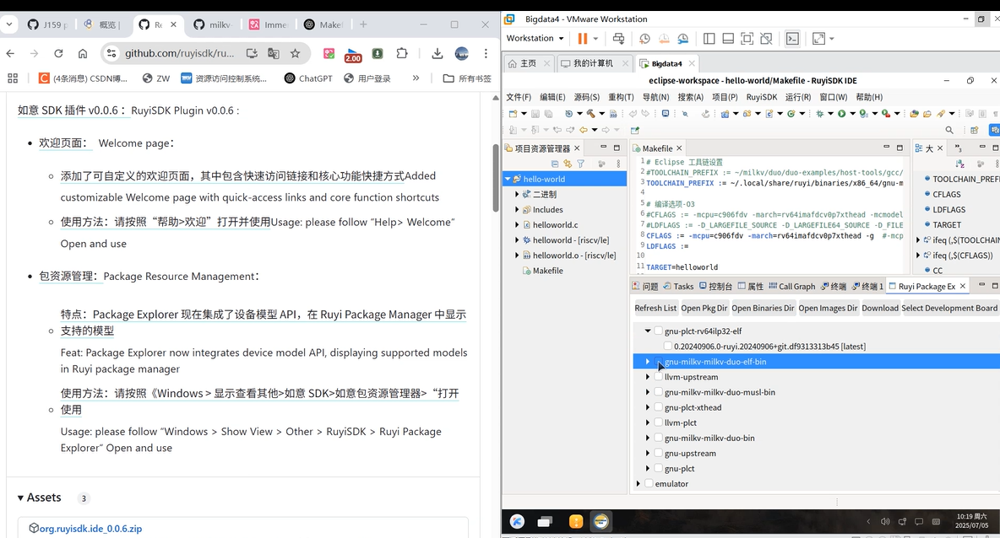 J159 p
概览 |
Re
milkv
Imme
Make
github.com/ruyisdk/ru...
2.00
(4条消息) CSDN博...
ZW
资源访问控制系统...
ChatGPT
用户登录
»
所有书签
如意 SDK 插件 v0.0.6 ：RuyiSDK Plugin v0.0.6 :
欢迎页面： Welcome page：
添加了可自定义的欢迎页面，其中包含快速访问链接和核心功能快捷方式Added
customizable Welcome page with quick-access links and core function shortcuts
使用方法：请按照“帮助>欢迎”打开并使用Usage: please follow “Help> Welcome”
Open and use
包资源管理：Package Resource Management：
特点：Package Explorer 现在集成了设备模型 API，在 Ruyi Package Manager 中显示
支持的模型
Feat: Package Explorer now integrates device model API, displaying supported models
in Ruyi package manager
使用方法：请按照《Windows > 显示查看其他>如意 SDK>如意包资源管理器> “打开
使用
Usage: please follow “Windows > Show View > Other > RuyiSDK > Ruyi Package
Explorer” Open and use
Assets 3
org.ruyisdk.ide_0.0.6.zip
Bigdata4 - VMware Workstation
Workstation
主页
我的计算机
Bigdata4
eclipse-workspace - hello-world/Makefile - RuyiSDK IDE
文件(F) 编辑(E) 源码(S) 重构(T) 导航(N) 搜索(A) 项目(P) RuyiSDK 运行(R) 窗口(W) 帮助(H)
项目资源管理器
hello-world
二进制
Includes
helloworld.c
helloworld - [riscv/le]
helloworld.o - [riscv/le]
Makefile
Makefile
1 # Eclipse 工具链设置
2 #TOOLCHAIN_PREFIX := ~/milkv/duo/duo-examples/host-tools/gcc/
3 TOOLCHAIN_PREFIX := ~/.local/share/ruyi/binaries/x86_64/gnu-m
4
5 # 编译选项-O3
6 #CFLAGS := -mcpu=c906fdv -march=rv64imafdcv0p7xthead -mcmodel
7 #LDFLAGS := -D_LARGEFILE_SOURCE -D_LARGEFILE64_SOURCE -D_FILE
8 CFLAGS := -mcpu=c906fdv -march=rv64imafdcv0p7xthead -g #-mcp
9 LDFLAGS :=
10
11 TARGET=helloworld
大
TOOLCHAIN_PREF
CFLAGS
LDFLAGS
TARGET
ifeq (,$(TOOLCHAIN
ifeq (,$(CFLAGS))
CC
问题 Tasks 控制台 属性 Call Graph 终端 终端 1 Ruyi Package Ex
Refresh List Open Pkg Dir Open Binaries Dir Open Images Dir Download Select Development Board
gnu-plct-rv64ilp32-elf
0.20240906.0-ruyi.20240906+git.df9313313b45 [latest]
gnu-milkv-milkv-duo-elf-bin
llvm-upstream
gnu-milkv-milkv-duo-musl-bin
gnu-plct-xthead
llvm-plct
gnu-milkv-milkv-duo-bin
gnu-upstream
gnu-plct
emulator
10:19 周六
2025/07/05